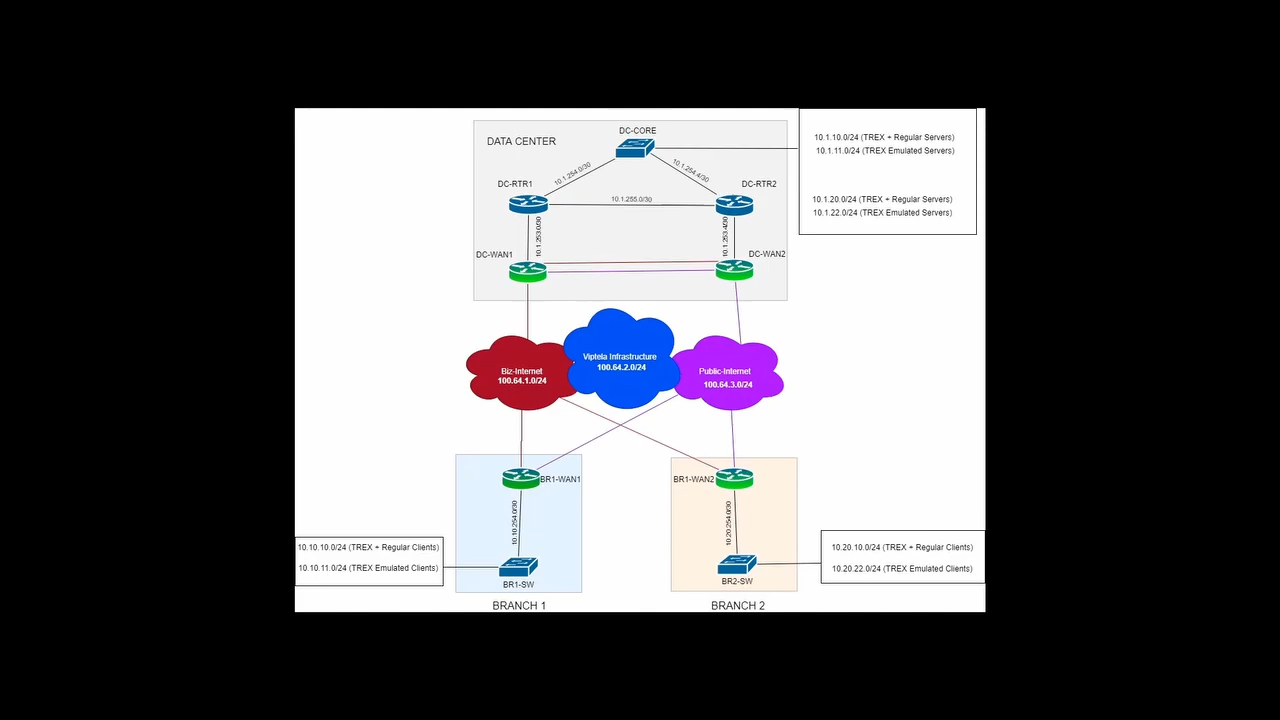 DC-CORE
DATA CENTER
10.1.10.0/24 (TREX + Regular Servers)
10.1.11.0/24 (TREX Emulated Servers)
10.1.254.0/30
10.1.254.4/30
DC-RTR1
DC-RTR2
10.1.255.0/30
10.1.20.0/24 (TREX + Regular Servers)
10.1.22.0/24 (TREX Emulated Servers)
10.1.253.0/30
10.1.253.4/30
DC-WAN1
DC-WAN2
Biz-Internet
100.64.1.0/24
Viptela Infrastructure
100.64.2.0/24
Public-Internet
100.64.3.0/24
BR1-WAN1
BR1-WAN2
10.10.254.0/30
10.20.254.0/30
10.10.10.0/24 (TREX + Regular Clients)
10.10.11.0/24 (TREX Emulated Clients)
10.20.10.0/24 (TREX + Regular Clients)
10.20.22.0/24 (TREX Emulated Clients)
BR1-SW
BR2-SW
BRANCH 1
BRANCH 2